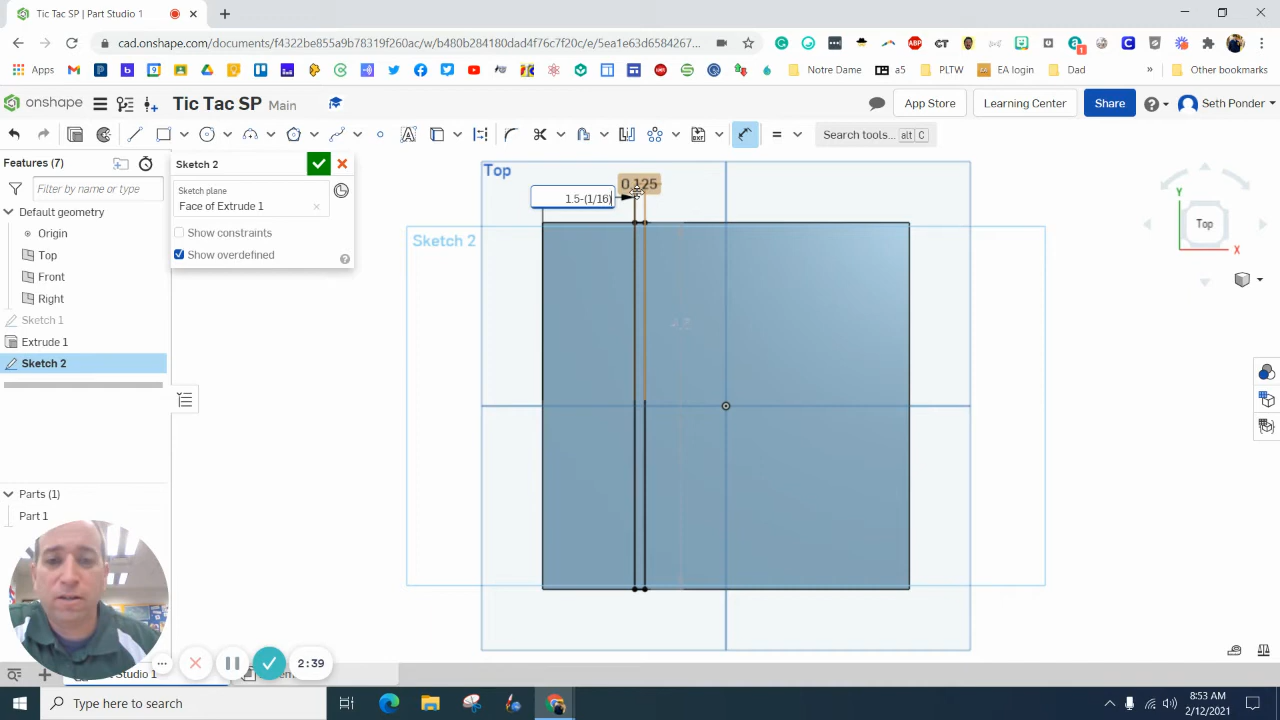 Tic Tac SP | Part Studio 1
cad.onshape.com/documents/f4322bc855a9b78319f260ac/w/b480b284180dad4f76c7c0c/e/5ea1e63d6584267...
Apps
Notre Dame
a5
PLTW
EA login
Dad
»
Other bookmarks
onshape
Tic Tac SP Main
App Store
Learning Center
Share
Seth Ponder
Search tools... alt C
Features (7)
Filter by name or type
Default geometry
Origin
Top
Front
Right
Sketch 1
Extrude 1
Sketch 2
Parts (1)
Part 1
Sketch 2
Sketch plane
Face of Extrude 1
Show constraints
Show overdefined
Top
0.125
1.5-(1/16)
Sketch 2
Y
Top
X
2:39
Studio 1
Type here to search
8:53 AM
2/12/2021